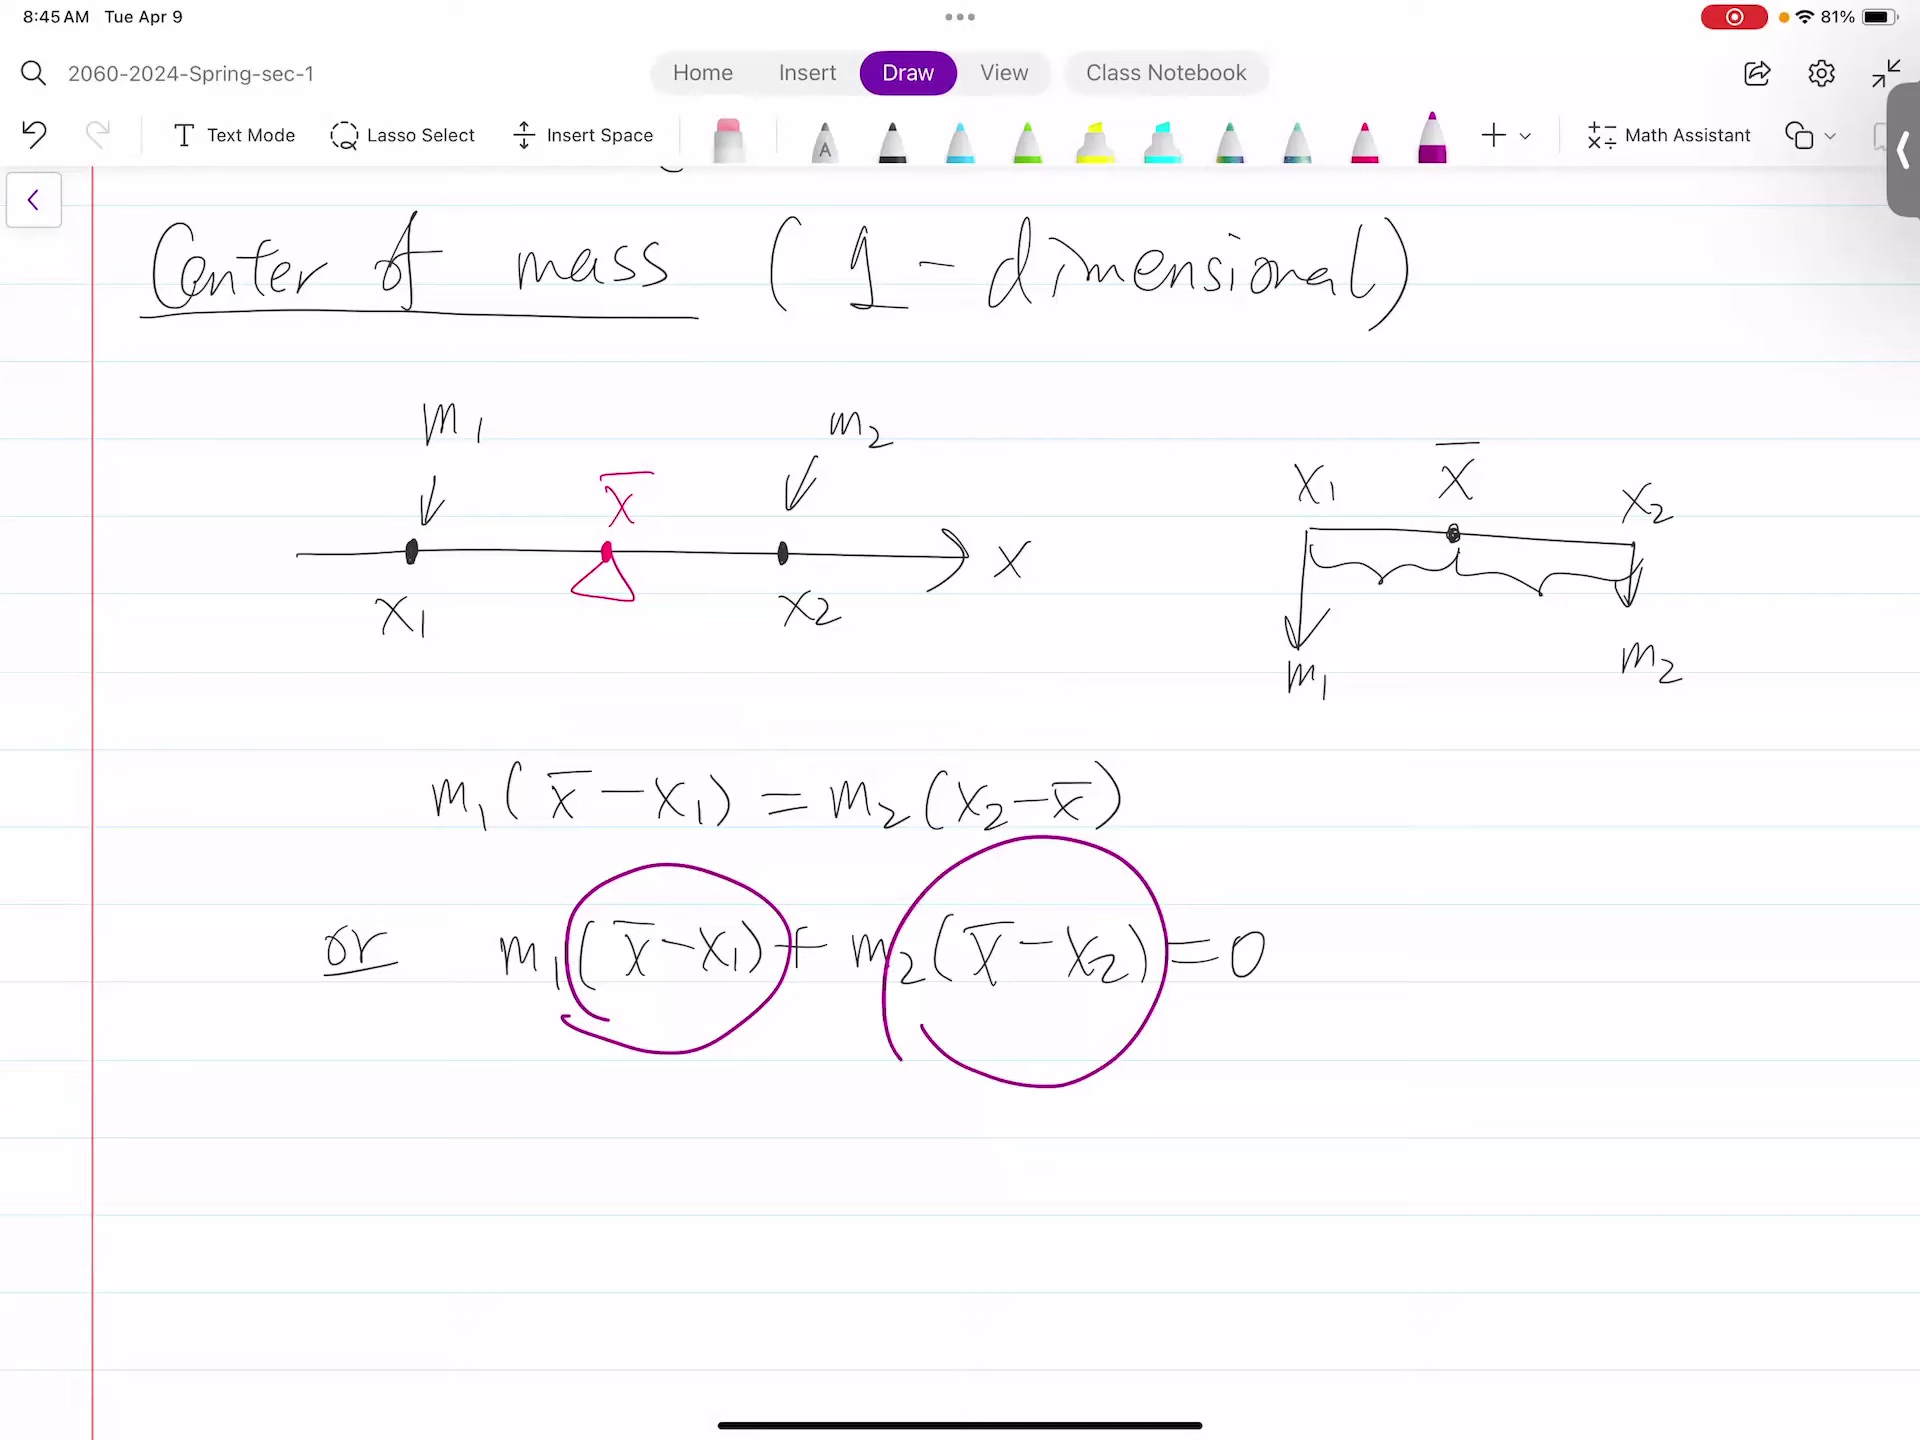 8:45 AM Tue Apr 9 81%
2060-2024-Spring-sec-1 Home Insert Draw View Class Notebook
Text Mode Lasso Select Insert Space A Math Assistant
Center of mass (1-dimensional)
m₁ m₂
x̄ x₁ x̄ x₂
x
x₁ x₂
m₁ m₂
m₁(x̄-x₁) = m₂(x₂-x̄)
or m₁(x̄-x₁)+m₂(x̄-x₂)=0